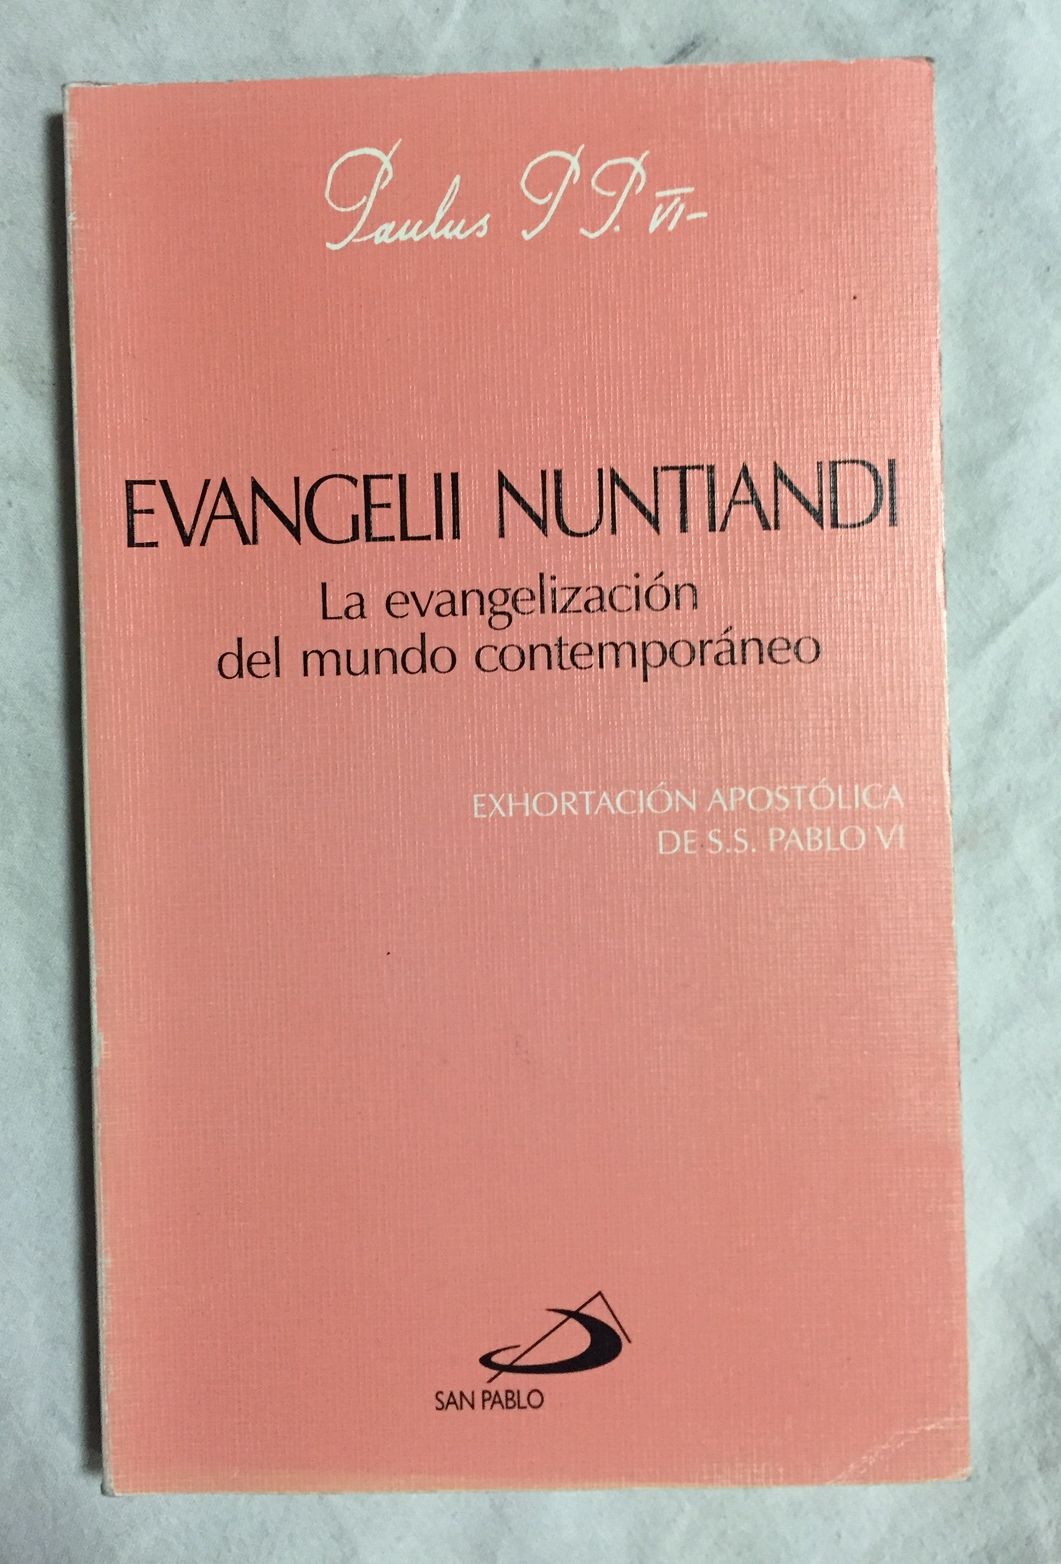 Paulus P P. VI-
EVANGELII NUNTIANDI
La evangelización
del mundo contemporáneo
EXHORTACIÓN APOSTÓLICA
DE S.S. PABLO VI
SAN PABLO